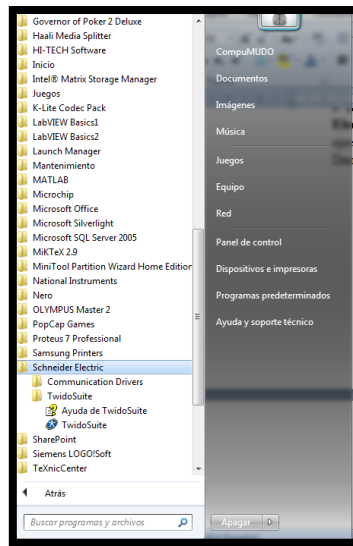 Governor of Poker 2 Deluxe
Haali Media Splitter
HI-TECH Software
Inicio
Intel® Matrix Storage Manager
Juegos
K-Lite Codec Pack
LabVIEW Basics1
LabVIEW Basics2
Launch Manager
Mantenimiento
MATLAB
Microchip
Microsoft Office
Microsoft Silverlight
Microsoft SQL Server 2005
MiKTeX 2.9
MiniTool Partition Wizard Home Edition
National Instruments
Nero
OLYMPUS Master 2
PopCap Games
Proteus 7 Professional
Samsung Printers
Schneider Electric
Communication Drivers
TwidoSuite
Ayuda de TwidoSuite
TwidoSuite
SharePoint
Siemens LOGO!Soft
TeXnicCenter
Atrás
Buscar programas y archivos
CompuMUDO
Documentos
Imágenes
Música
Juegos
Equipo
Red
Panel de control
Dispositivos e impresoras
Programas predeterminados
Ayuda y soporte técnico
Apagar